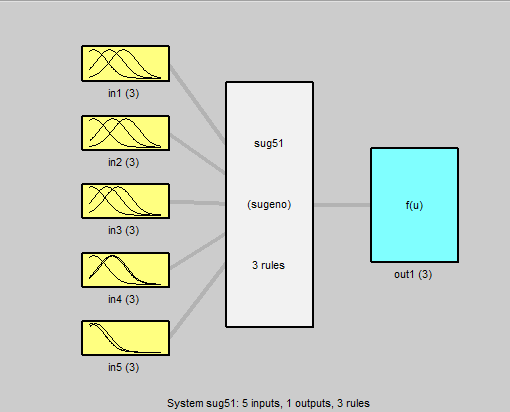 in1 (3)
in2 (3)
in3 (3)
in4 (3)
in5 (3)
sug51
(sugeno)
3 rules
f(u)
out1 (3)
System sug51: 5 inputs, 1 outputs, 3 rules